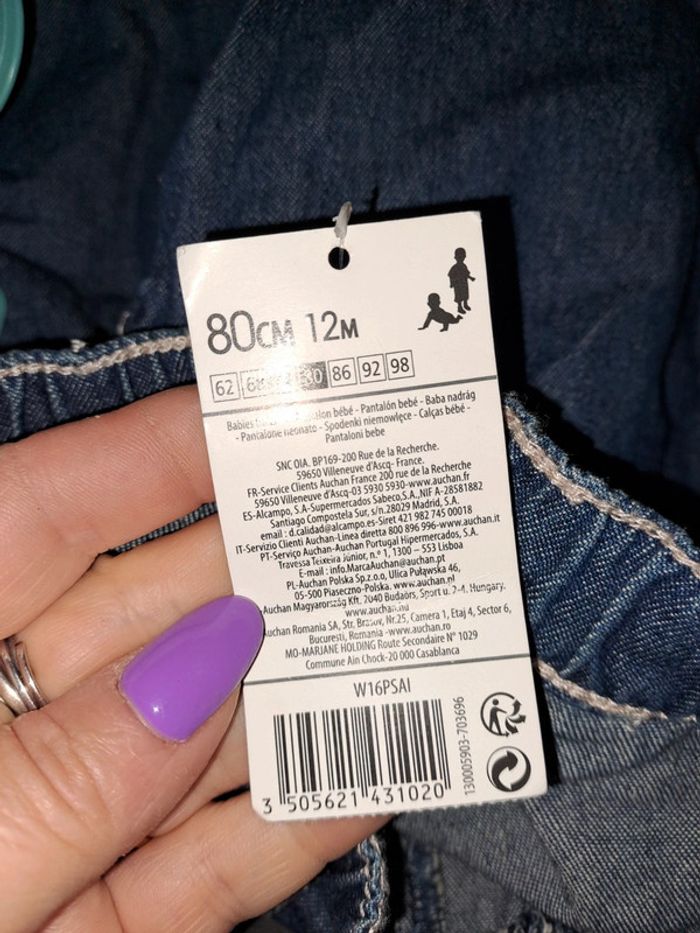 80CM 12M
62 80 86 92 98
Babies bébé - Pantalón bebé - Baba nadrág
- Pantalone neonato - Spodenki niemowlęce - Calças bébé -
Pantaloni bebe
SNC OIA. BP169-200 Rue de la Recherche.
59650 Villeneuve d'Ascq- France.
FR-Service Clients Auchan France 200 rue de la Recherche
59650 Villeneuve d'Ascq-03 5930 5930-www.auchan.fr
ES-Alcampo, S.A-Supermercados Sabeco,S.A.,NIF A-28581882
Santiago Compostela Sur, s/n.28029 Madrid, S.A.
email : d.calidad@alcampo.es-Siret 421 982 745 00018
IT-Servizio Clienti Auchan-Linea diretta 800 896 996-www.auchan.it
PT-Serviço Auchan-Auchan Portugal Hipermercados, S.A.
Travessa Teixeira Júnior, n.º 1, 1300 – 553 Lisboa
E-mail : info.MarcaAuchan@auchan.pt
PL-Auchan Polska Sp.z.o.o, Ulica Puławska 46,
05-500 Piaseczno-Polska. www.auchan.pl
Auchan Magyarország Kft. 2040 Budaörs, Sport u. 2-4. Hungary.
www.auchan.hu
Auchan Romania SA, Str. Brasov, Nr.25, Camera 1, Etaj 4, Sector 6,
Bucuresti, Romania -www.auchan.ro
MO-MARJANE HOLDING Route Secondaire N° 1029
Commune Ain Chock-20 000 Casablanca
W16PSAI
130005903-703696
3 505621 431020